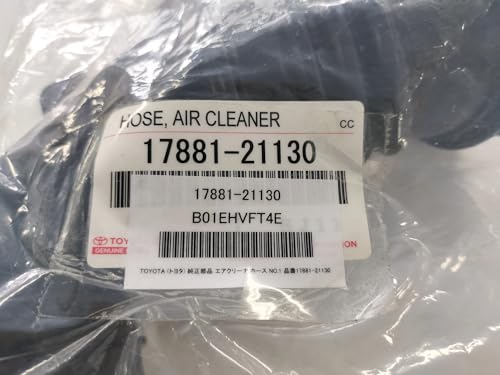 HOSE, AIR CLEANER
CC
17881-21130
17881-21130
B01EHVFT4E
TOYOTA (トヨタ) 純正部品 エアクリーナ ホース NO.1 品番17881-21130
GENUINE